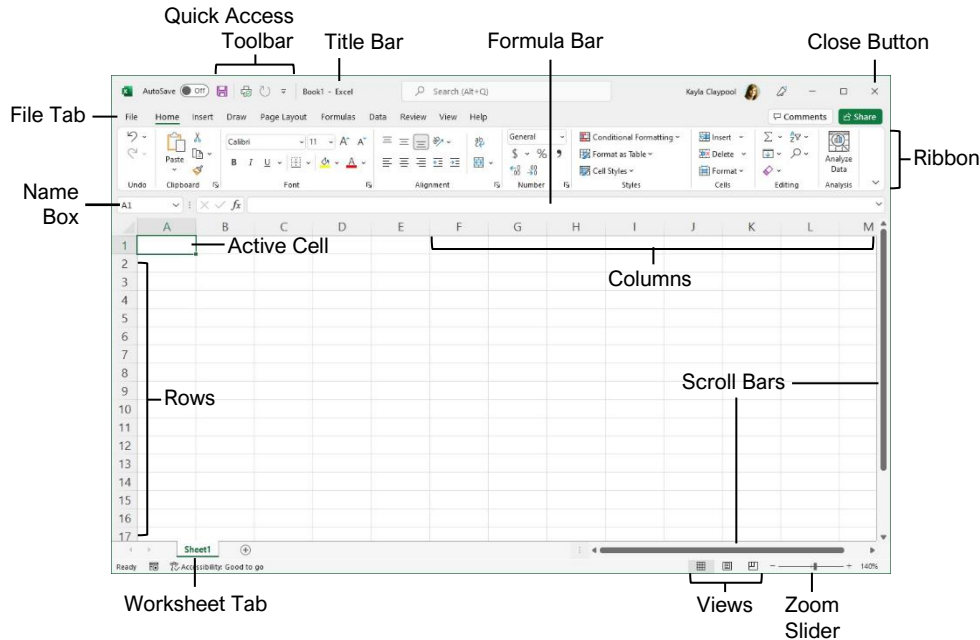 Quick Access
Toolbar
Title Bar
Formula Bar
Close Button
AutoSave Off Book1 - Excel Search (Alt+Q) Kayla Claypool
File Tab
File Home Insert Draw Page Layout Formulas Data Review View Help Comments Share
Calibri 11 A^ Aˇ General Conditional Formatting Insert Σ
Paste B I U A $ % 9 Format as Table Delete Analyze
Cell Styles Format Data
Undo Clipboard Font Alignment Number Styles Cells Editing Analysis
Ribbon
Name
Box
A1 fx
A B C D E F G H I J K L M
1
Active Cell
Columns
2
3
4
5
6
7
8
Scroll Bars
9
Rows
10
11
12
13
14
15
16
17
Sheet1
Ready Accessibility: Good to go 140%
Worksheet Tab
Views
Zoom
Slider